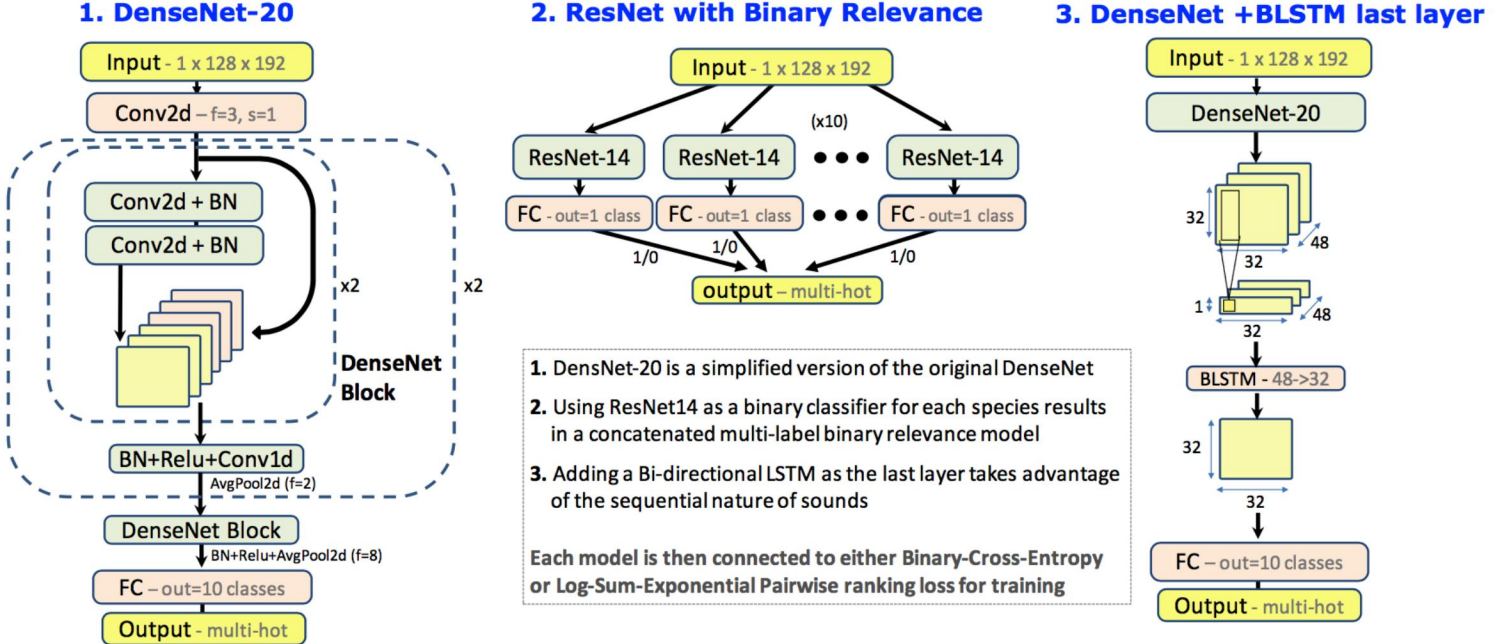 1. DenseNet-20
Input - 1 x 128 x 192
Conv2d – f=3, s=1
Conv2d + BN
Conv2d + BN
x2
x2
DenseNet
Block
BN+Relu+Conv1d
AvgPool2d (f=2)
DenseNet Block
BN+Relu+AvgPool2d (f=8)
FC – out=10 classes
Output - multi-hot
2. ResNet with Binary Relevance
Input - 1 x 128 x 192
(x10)
ResNet-14
ResNet-14
ResNet-14
FC - out=1 class
FC - out=1 class
FC - out=1 class
1/0
1/0
1/0
output – multi-hot
1. DensNet-20 is a simplified version of the original DenseNet
2. Using ResNet14 as a binary classifier for each species results
in a concatenated multi-label binary relevance model
3. Adding a Bi-directional LSTM as the last layer takes advantage
of the sequential nature of sounds
Each model is then connected to either Binary-Cross-Entropy
or Log-Sum-Exponential Pairwise ranking loss for training
3. DenseNet +BLSTM last layer
Input - 1 x 128 x 192
DenseNet-20
32
48
32
1
48
32
BLSTM - 48->32
32
32
FC – out=10 classes
Output - multi-hot